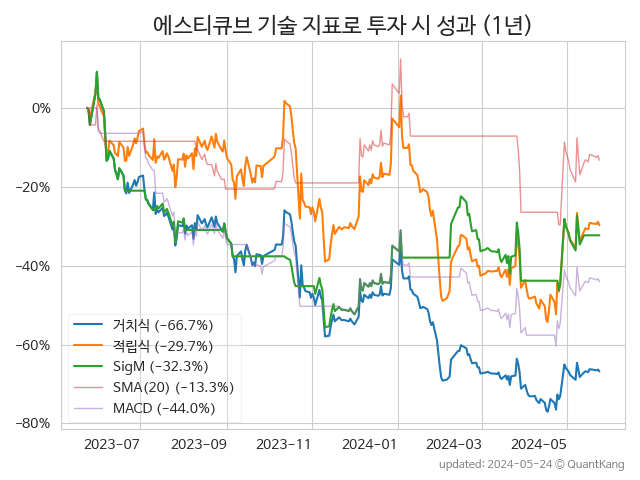 에스티큐브 기술 지표로 투자 시 성과 (1년)
0%
−20%
−40%
−60%
−80%
거치식 (−66.7%)
적립식 (−29.7%)
SigM (−32.3%)
SMA(20) (−13.3%)
MACD (−44.0%)
2023-07
2023-09
2023-11
2024-01
2024-03
2024-05
updated: 2024-05-24 © QuantKang